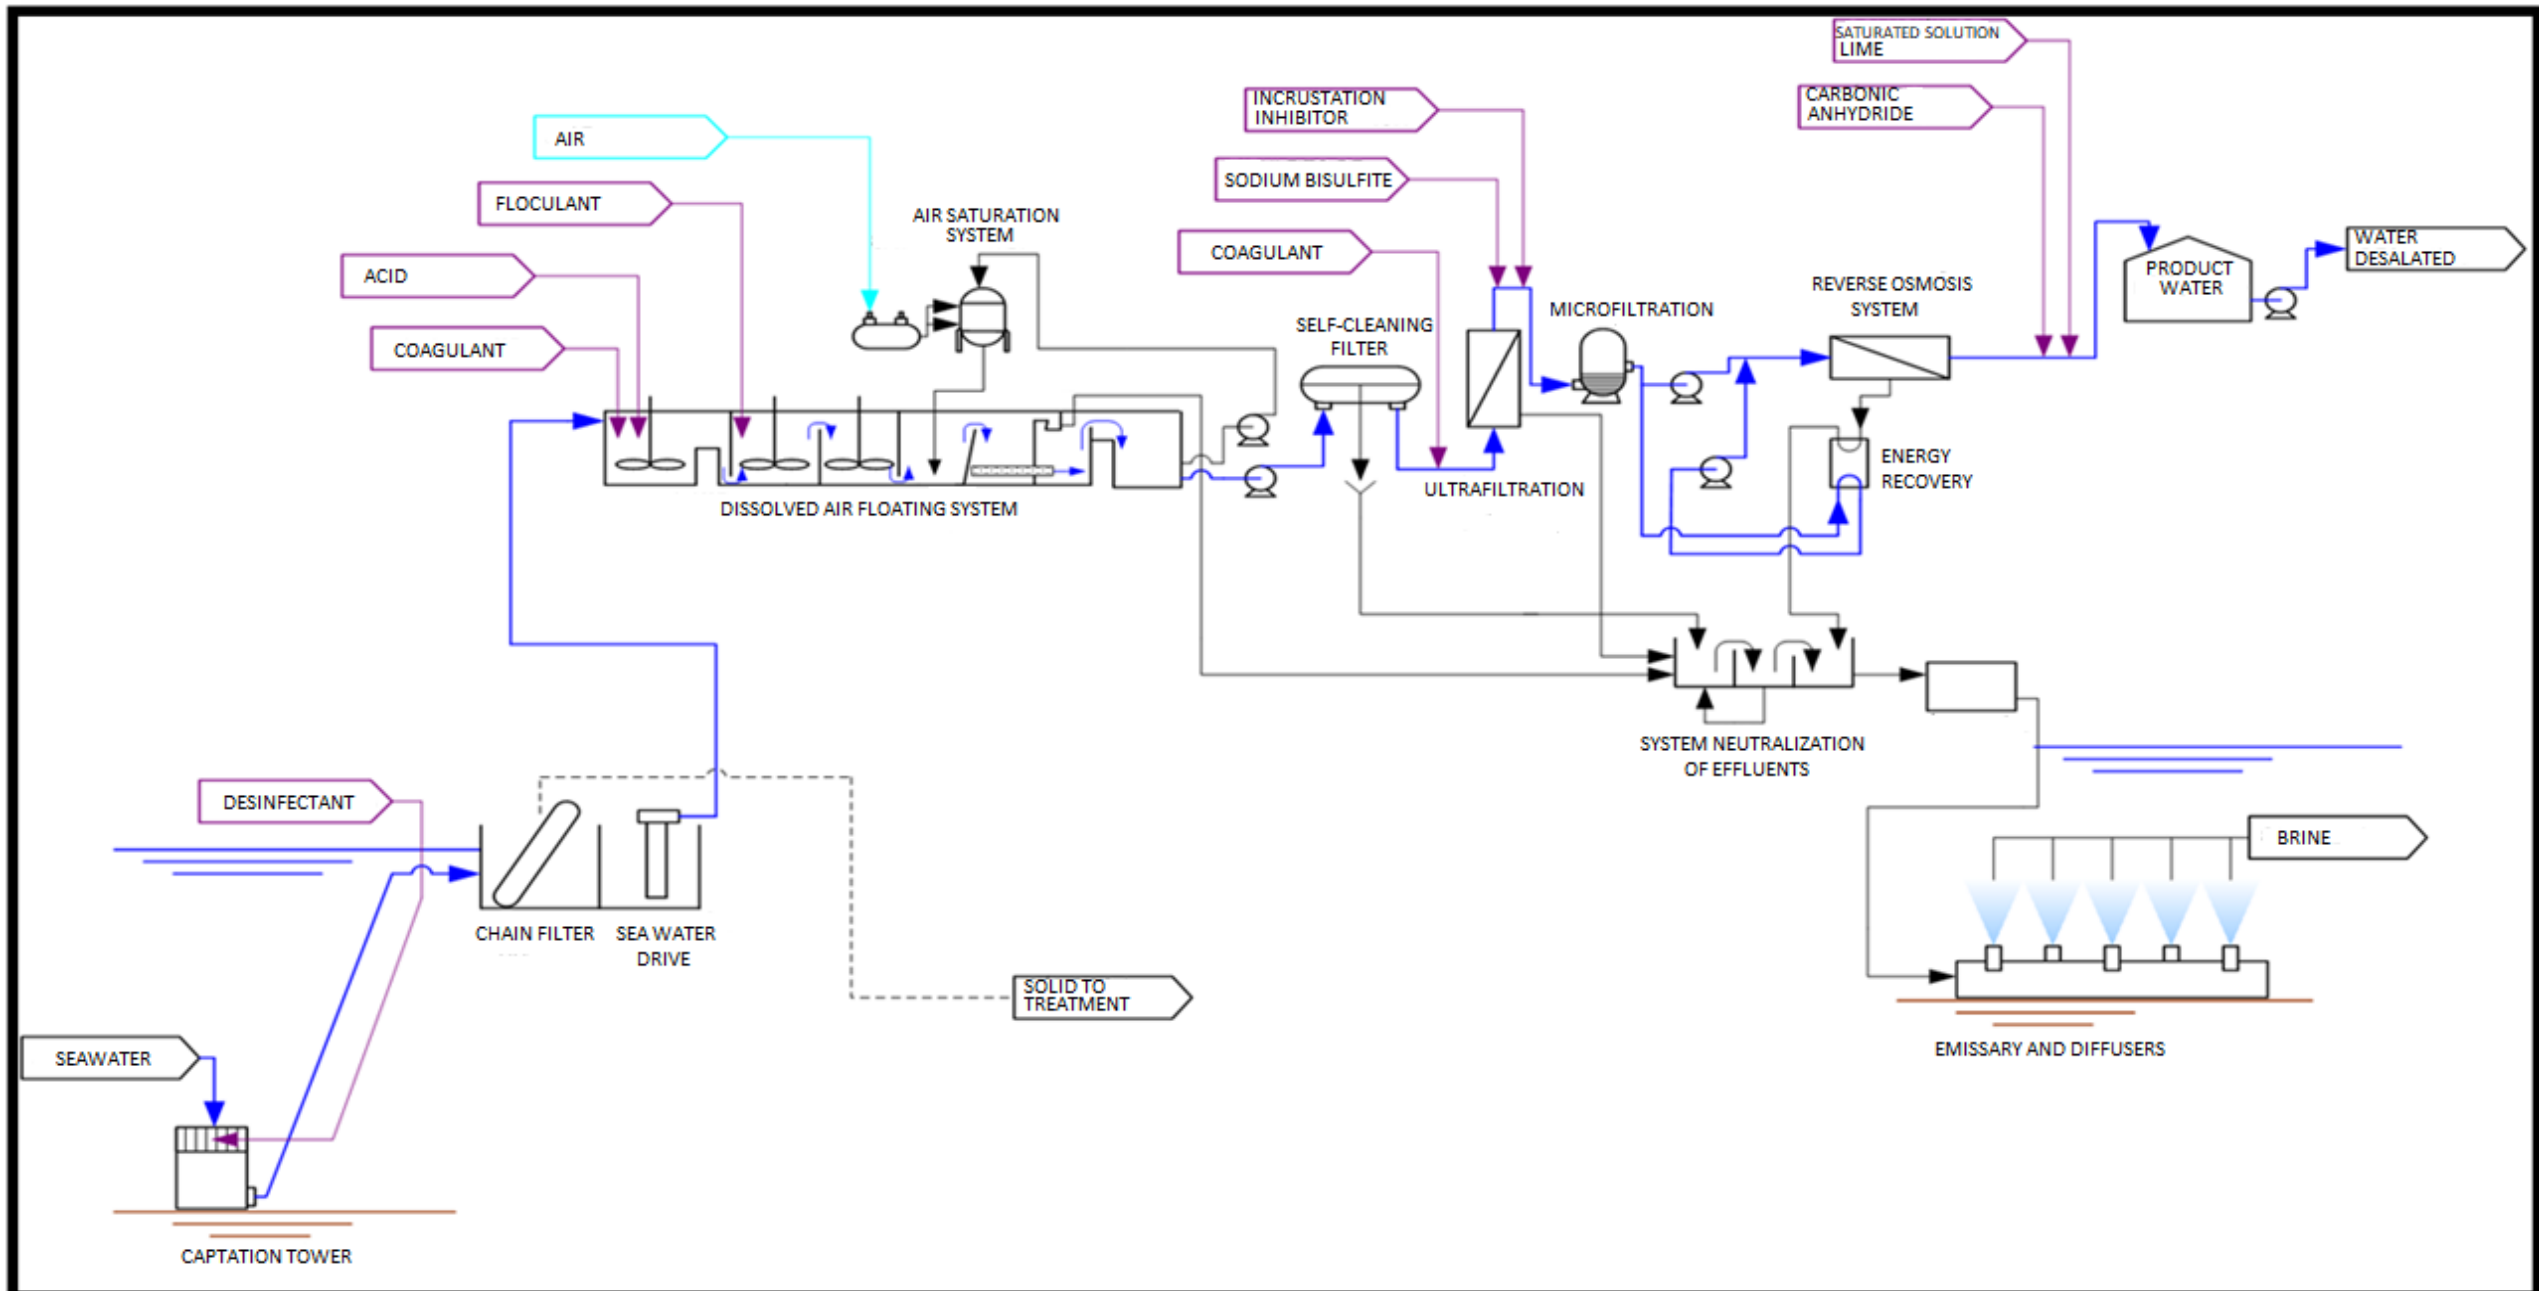 SATURATED SOLUTION
LIME
CARBONIC
ANHYDRIDE
INCRUSTATION
INHIBITOR
AIR
SODIUM BISULFITE
FLOCULANT
AIR SATURATION
SYSTEM
COAGULANT
WATER
DESALATED
ACID
PRODUCT
WATER
REVERSE OSMOSIS
SYSTEM
MICROFILTRATION
SELF-CLEANING
FILTER
COAGULANT
ENERGY
RECOVERY
ULTRAFILTRATION
DISSOLVED AIR FLOATING SYSTEM
SYSTEM NEUTRALIZATION
OF EFFLUENTS
DESINFECTANT
BRINE
CHAIN FILTER
SEA WATER
DRIVE
SOLID TO
TREATMENT
SEAWATER
EMISSARY AND DIFFUSERS
CAPTATION TOWER